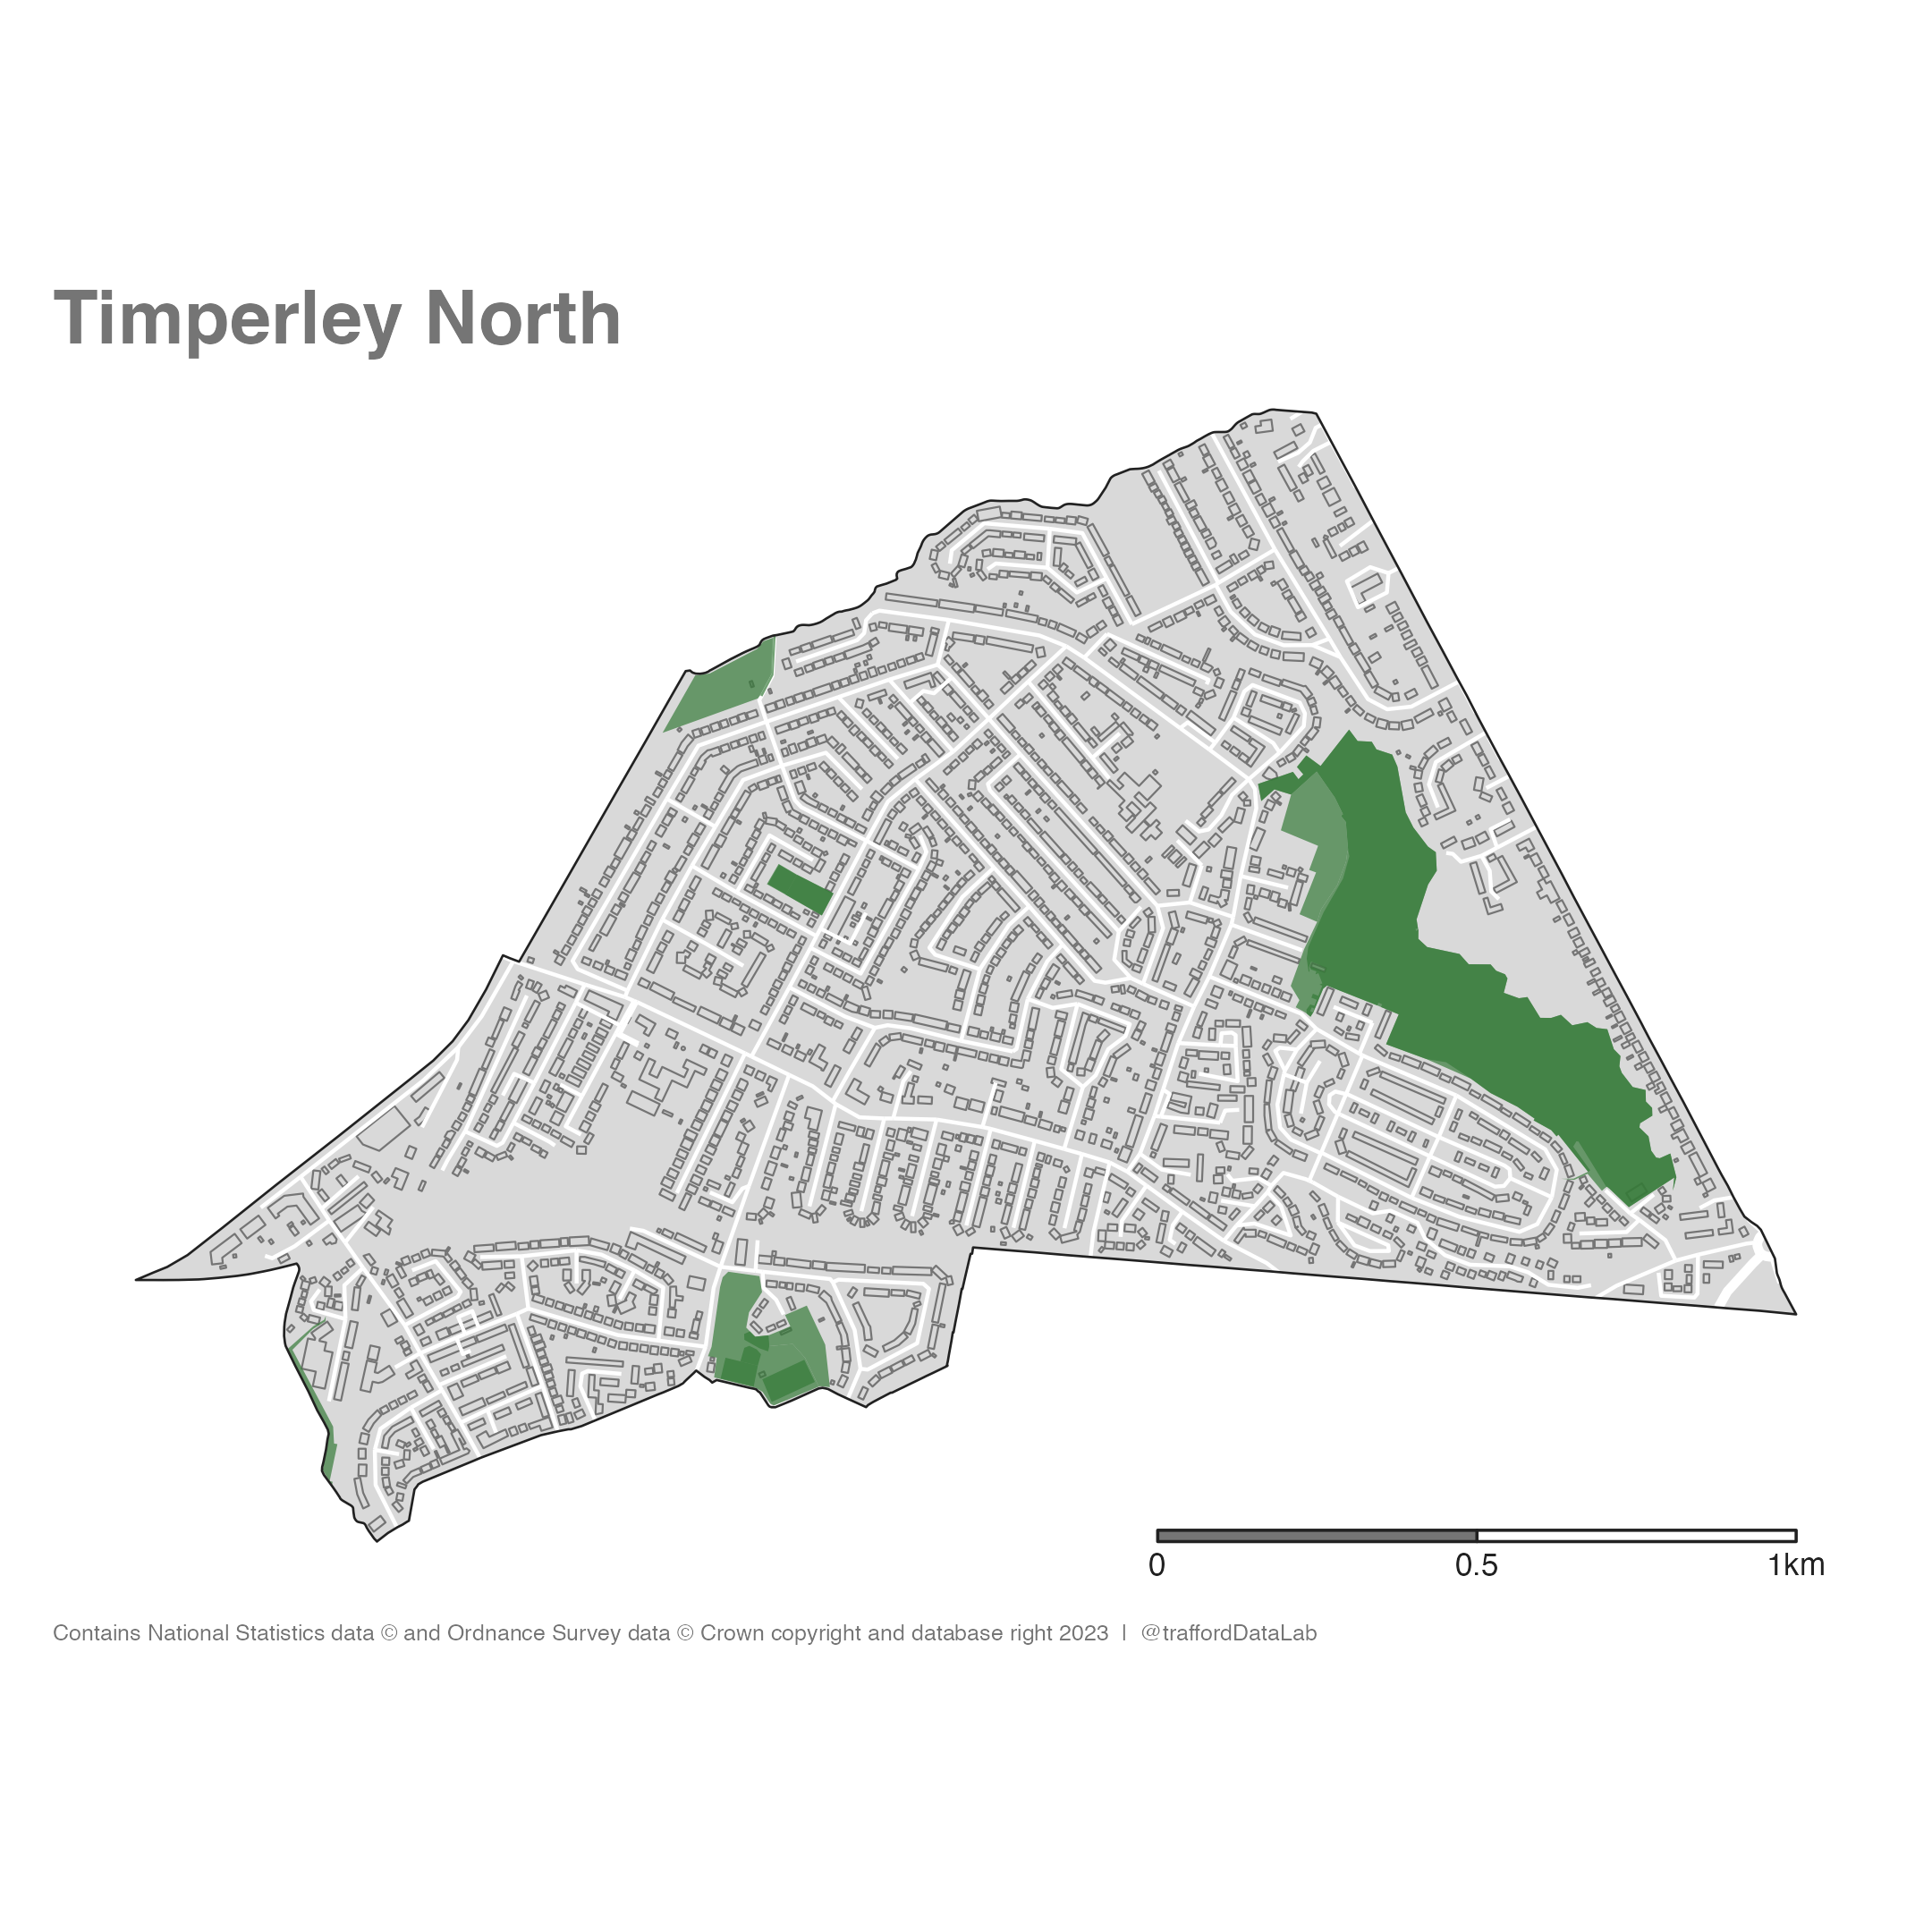 Timperley North
0 0.5 1km
Contains National Statistics data © and Ordnance Survey data © Crown copyright and database right 2023 | @traffordDataLab